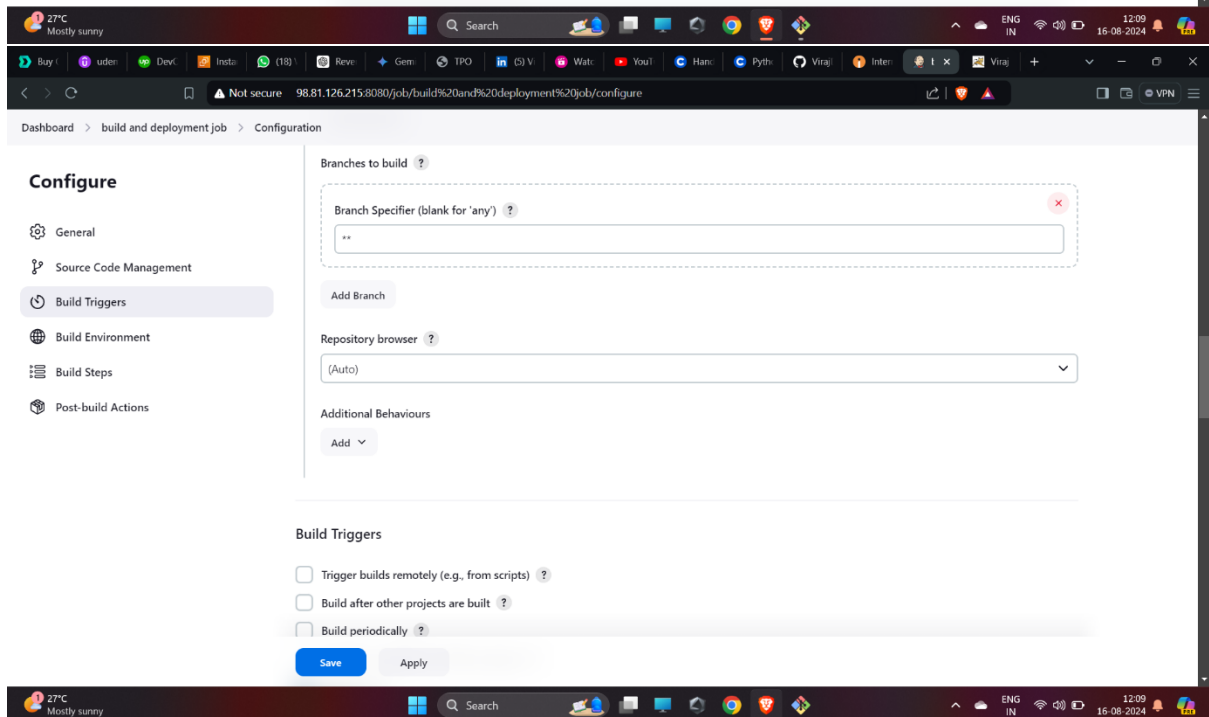 27°C
Mostly sunny
Search
ENG
IN
12:09
16-08-2024
Buy
uden
DevC
Insta
(18)
Reve
Gem
TPO
(5) Vi
Watc
YouT
Hand
Pytho
Viraj
Inter
Viraj
Not secure 98.81.126.215:8080/job/build%20and%20deployment%20job/configure
VPN
Dashboard > build and deployment job > Configuration
Configure
General
Source Code Management
Build Triggers
Build Environment
Build Steps
Post-build Actions
Branches to build ?
Branch Specifier (blank for 'any') ?
**
Add Branch
Repository browser ?
(Auto)
Additional Behaviours
Add
Build Triggers
Trigger builds remotely (e.g., from scripts) ?
Build after other projects are built ?
Build periodically ?
Save Apply
27°C
Mostly sunny
Search
ENG
IN
12:09
16-08-2024